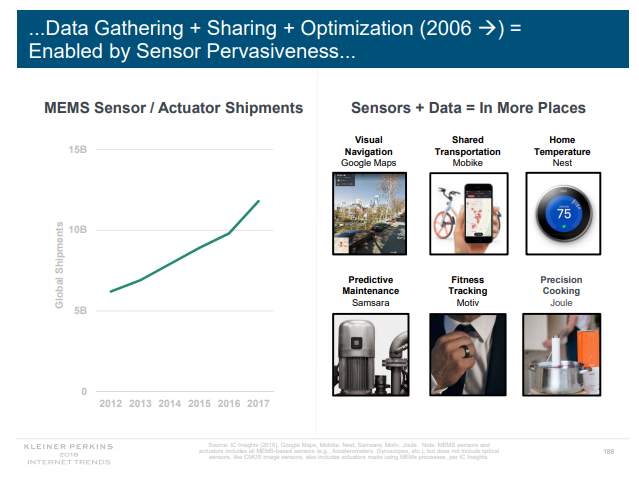 ...Data Gathering + Sharing + Optimization (2006 →) =
Enabled by Sensor Pervasiveness...
MEMS Sensor / Actuator Shipments
15B
10B
5B
0
Global Shipments
2012 2013 2014 2015 2016 2017
Sensors + Data = In More Places
Visual
Navigation
Google Maps
Shared
Transportation
Mobike
Home
Temperature
Nest
75
Predictive
Maintenance
Samsara
Fitness
Tracking
Motiv
Precision
Cooking
Joule
KLEINER PERKINS
2018
INTERNET TRENDS
Source: IC Insights (2018), Google Maps, Mobike, Nest, Samsara, Motiv, Joule. Note: MEMS sensors and
actuators includes all MEMS-based sensors (e.g., Accelerometers, Gyroscopes, etc.), but does not include optical
sensors, like CMOS image sensors, also includes actuators made using MEMs processes, per IC Insights.
188